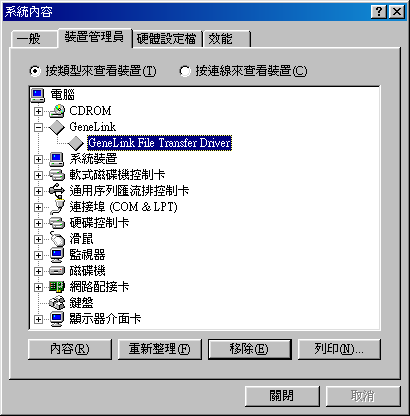 系統內容
一般 裝置管理員 硬體設定檔 效能
按類型來查看裝置(T) 按連線來查看裝置(C)
電腦
CDROM
GeneLink
GeneLink File Transfer Driver
系統裝置
軟式磁碟機控制卡
通用序列匯流排控制卡
連接埠 (COM & LPT)
硬碟控制卡
滑鼠
監視器
磁碟機
網路配接卡
鍵盤
顯示器介面卡
內容(R) 重新整理(F) 移除(E) 列印(N)...
關閉 取消